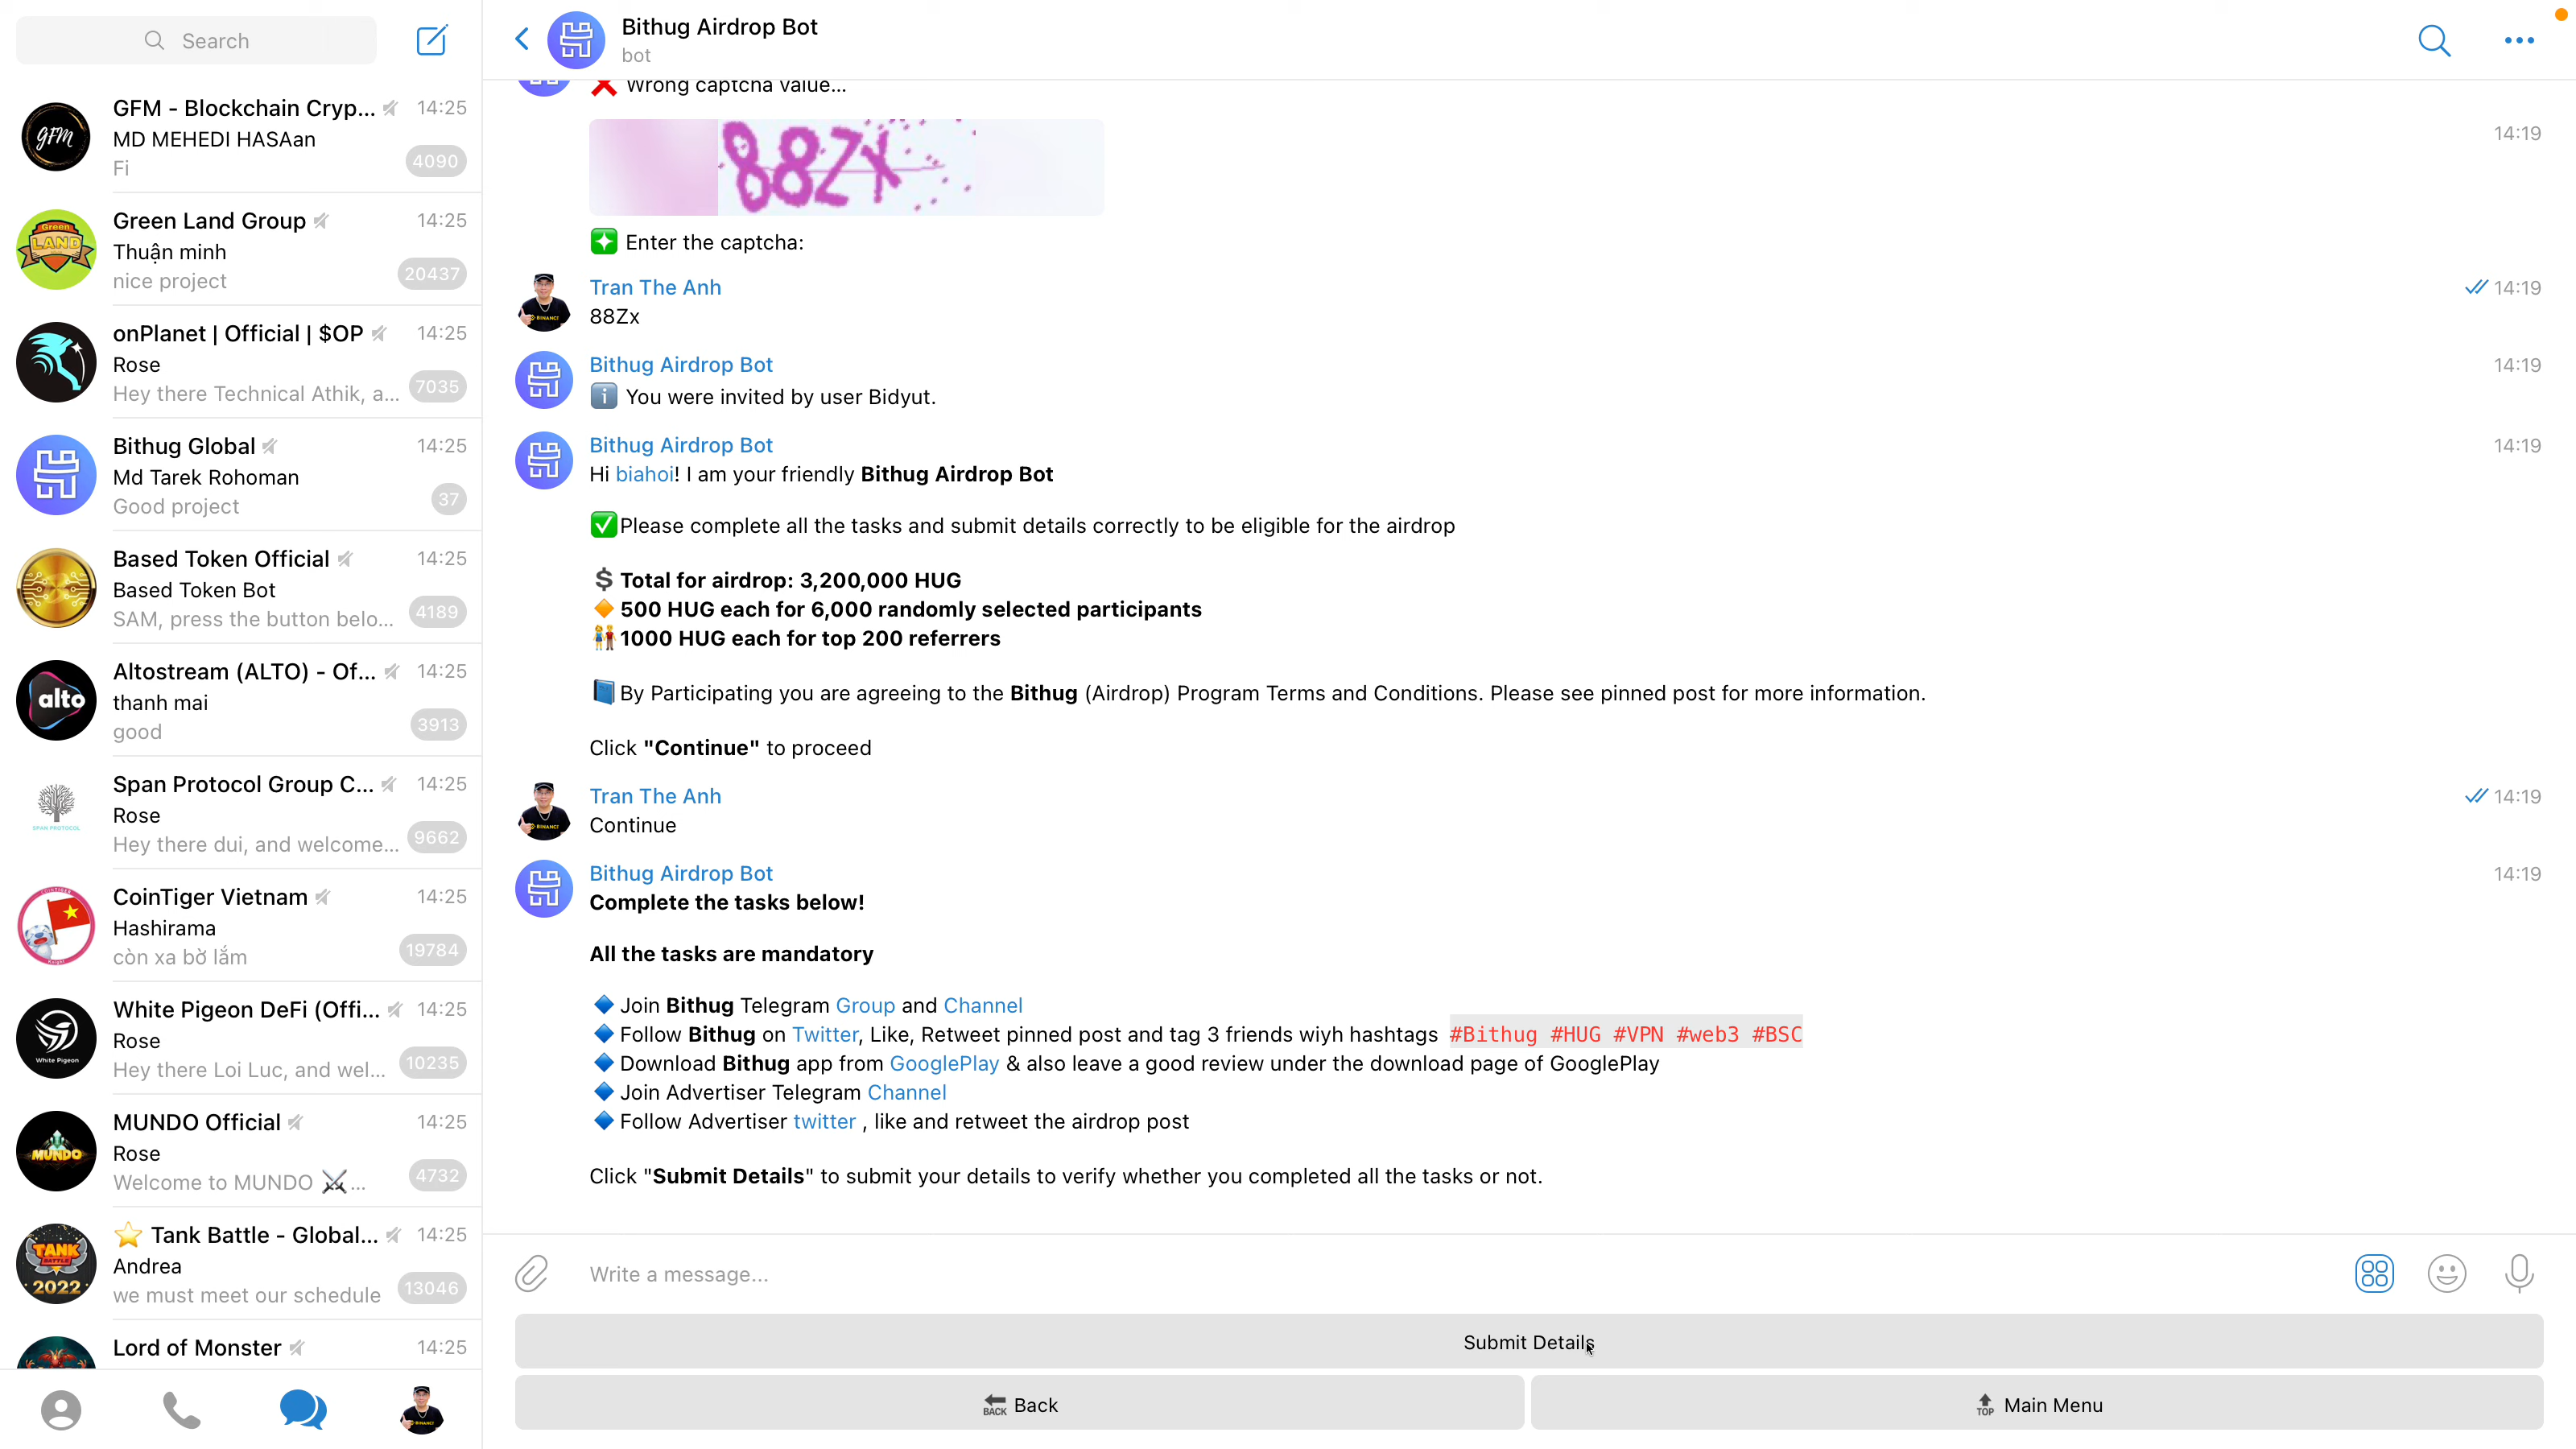 Search
GFM - Blockchain Cryp... 14:25
MD MEHEDI HASAan
Fi 4090
Green Land Group 14:25
Thuận minh
nice project 20437
onPlanet | Official | $OP 14:25
Rose
Hey there Technical Athik, a... 7035
Bithug Global 14:25
Md Tarek Rohoman
Good project 37
Based Token Official 14:25
Based Token Bot
SAM, press the button belo... 4189
alto
Altostream (ALTO) - Of... 14:25
thanh mai
good 3913
SPAN PROTOCOL
Span Protocol Group C... 14:25
Rose
Hey there dui, and welcome... 9662
CoinTiger Vietnam 14:25
Hashirama
còn xa bờ lắm 19784
White Pigeon
White Pigeon DeFi (Offi... 14:25
Rose
Hey there Loi Luc, and wel... 10235
MUNDO
MUNDO Official 14:25
Rose
Welcome to MUNDO ⚔️... 4732
TANK BATTLE 2022
⭐ Tank Battle - Global... 14:25
Andrea
we must meet our schedule 13046
Lord of Monster 14:25
Bithug Airdrop Bot
bot
❌ Wrong captcha value...
14:19
88Zx
Enter the captcha:
Tran The Anh 14:19
88Zx
Bithug Airdrop Bot 14:19
ℹ️ You were invited by user Bidyut.
Bithug Airdrop Bot 14:19
Hi biahoi! I am your friendly Bithug Airdrop Bot
✅Please complete all the tasks and submit details correctly to be eligible for the airdrop
💲Total for airdrop: 3,200,000 HUG
🔶500 HUG each for 6,000 randomly selected participants
👫1000 HUG each for top 200 referrers
📘By Participating you are agreeing to the Bithug (Airdrop) Program Terms and Conditions. Please see pinned post for more information.
Click "Continue" to proceed
Tran The Anh 14:19
Continue
Bithug Airdrop Bot 14:19
Complete the tasks below!
All the tasks are mandatory
🔷Join Bithug Telegram Group and Channel
🔷Follow Bithug on Twitter, Like, Retweet pinned post and tag 3 friends wiyh hashtags #Bithug #HUG #VPN #web3 #BSC
🔷Download Bithug app from GooglePlay & also leave a good review under the download page of GooglePlay
🔷Join Advertiser Telegram Channel
🔷Follow Advertiser twitter , like and retweet the airdrop post
Click "Submit Details" to submit your details to verify whether you completed all the tasks or not.
Write a message...
Submit Details
BACK Back
TOP Main Menu